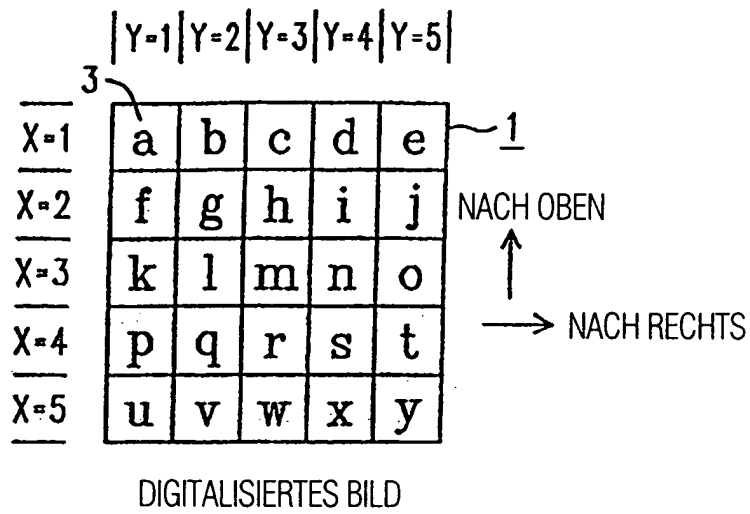 Y=1 Y=2 Y=3 Y=4 Y=5
3
X=1 a b c d e 1
X=2 f g h i j NACH OBEN
X=3 k l m n o
X=4 p q r s t NACH RECHTS
X=5 u v w x y
DIGITALISIERTES BILD